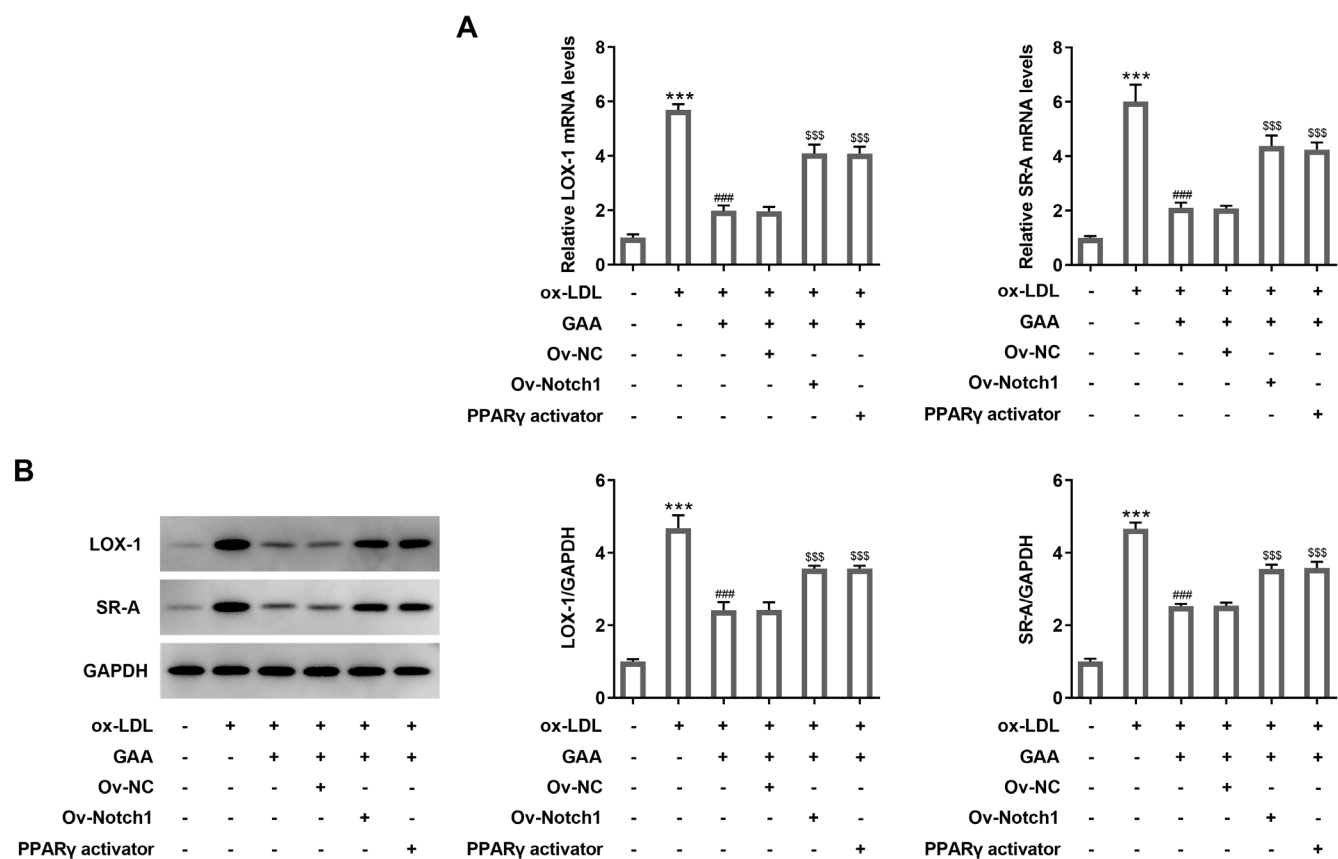 A
Relative LOX-1 mRNA levels
8
6
4
2
0
***
###
$$$
$$$
ox-LDL - + + + + +
GAA - - + + + +
Ov-NC - - - + - -
Ov-Notch1 - - - - + -
PPARγ activator - - - - - +
Relative SR-A mRNA levels
8
6
4
2
0
***
###
$$$
$$$
ox-LDL - + + + + +
GAA - - + + + +
Ov-NC - - - + - -
Ov-Notch1 - - - - + -
PPARγ activator - - - - - +
B
LOX-1
SR-A
GAPDH
ox-LDL - + + + + +
GAA - - + + + +
Ov-NC - - - + - -
Ov-Notch1 - - - - + -
PPARγ activator - - - - - +
LOX-1/GAPDH
6
4
2
0
***
###
$$$
$$$
ox-LDL - + + + + +
GAA - - + + + +
Ov-NC - - - + - -
Ov-Notch1 - - - - + -
PPARγ activator - - - - - +
SR-A/GAPDH
6
4
2
0
***
###
$$$
$$$
ox-LDL - + + + + +
GAA - - + + + +
Ov-NC - - - + - -
Ov-Notch1 - - - - + -
PPARγ activator - - - - - +